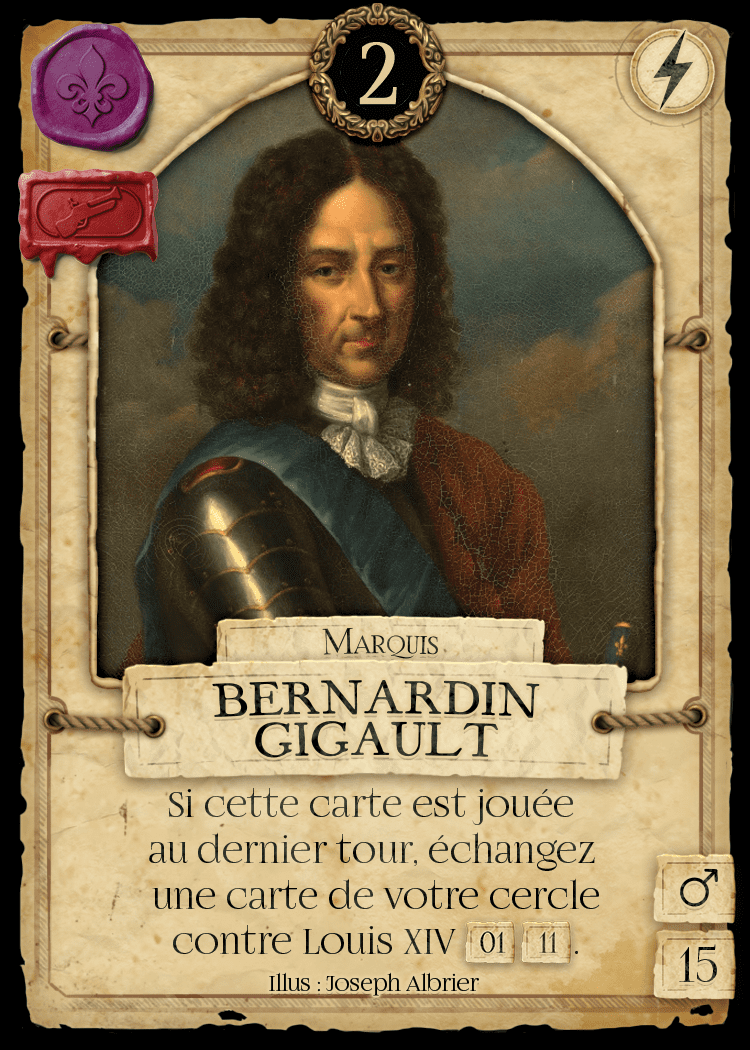 2
Marquis
BERNARDIN
GIGAULT
Si cette carte est jouée
au dernier tour, échangez
une carte de votre cercle
contre Louis XIV 01 11 .
Illus : Joseph Albrier
♂
15